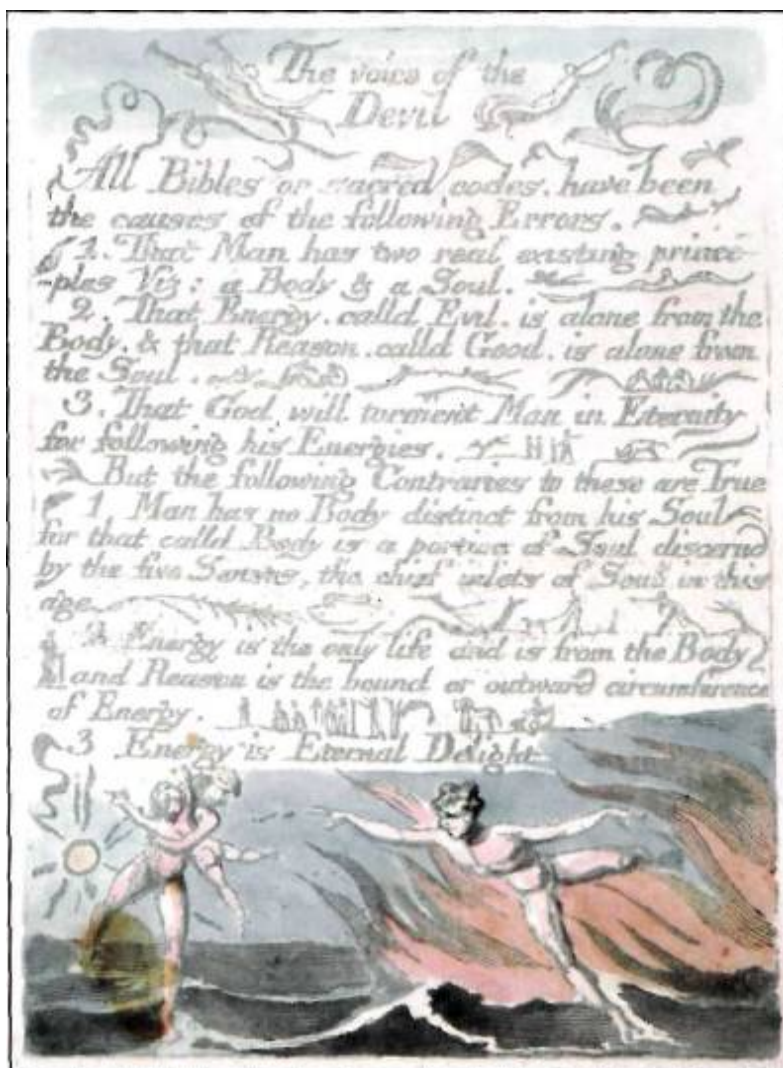 The voice of the
Devil
All Bibles or sacred codes. have been
the causes of the following Errors.
1. That Man has two real existing princi-
-ples Viz: a Body & a Soul.
2. That Energy. calld Evil. is alone from the
Body. & that Reason. calld Good. is alone from
the Soul.
3. That God will torment Man in Eternity
for following his Energies.
But the following Contraries to these are True
1 Man has no Body distinct from his Soul
for that calld Body is a portion of Soul discernd
by the five Senses, the chief inlets of Soul in this
age
2. Energy is the only life and is from the Body
and Reason is the bound or outward circumference
of Energy.
3 Energy is Eternal Delight